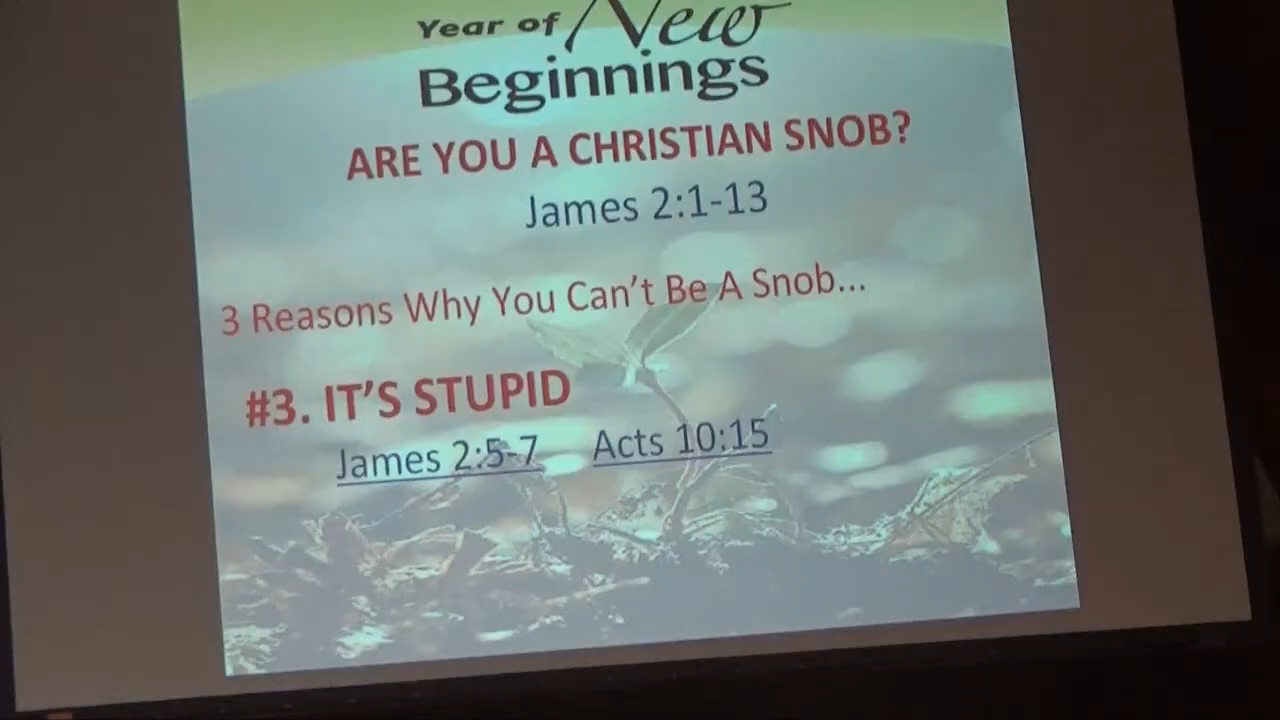 Year of New
Beginnings
ARE YOU A CHRISTIAN SNOB?
James 2:1-13
3 Reasons Why You Can't Be A Snob...
#3. IT'S STUPID
James 2:5-7 Acts 10:15